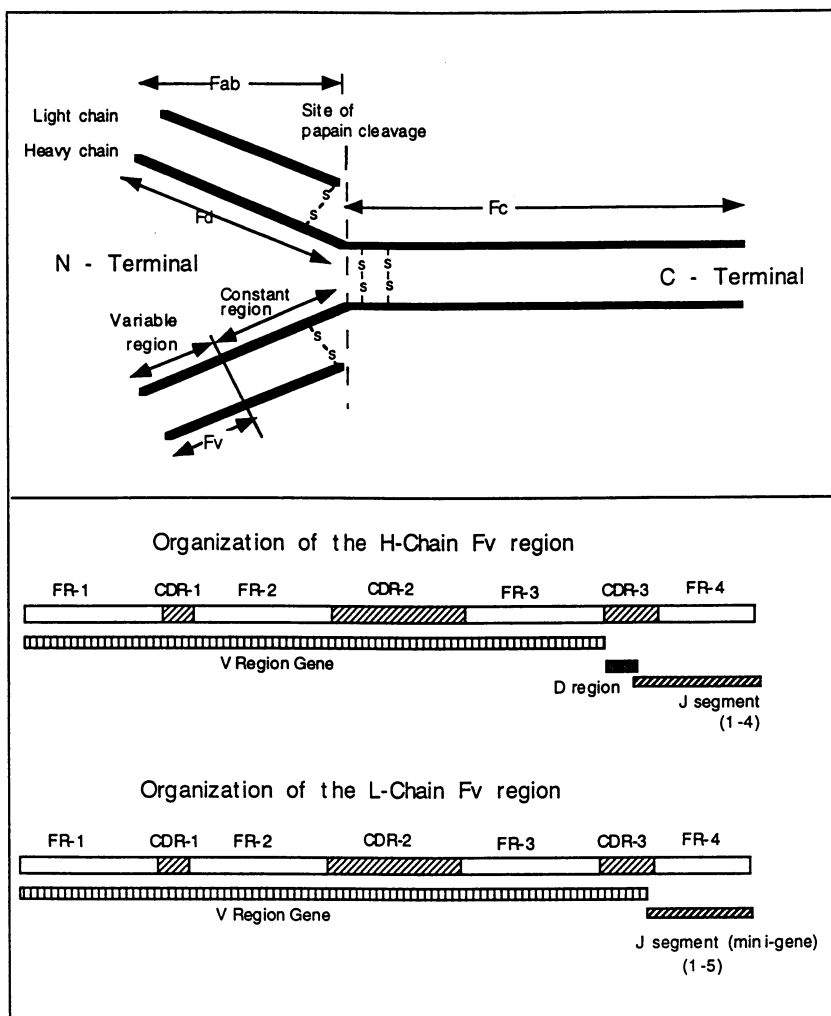 Fab
Light chain
Site of
papain cleavage
Heavy chain
S
S
Fd
Fc
N - Terminal
S S
S S
C - Terminal
Constant
region
Variable
region
S
S
Fv
Organization of the H-Chain Fv region
FR-1 CDR-1 FR-2 CDR-2 FR-3 CDR-3 FR-4
V Region Gene
D region
J segment
(1-4)
Organization of the L-Chain Fv region
FR-1 CDR-1 FR-2 CDR-2 FR-3 CDR-3 FR-4
V Region Gene
J segment (mini-gene)
(1-5)